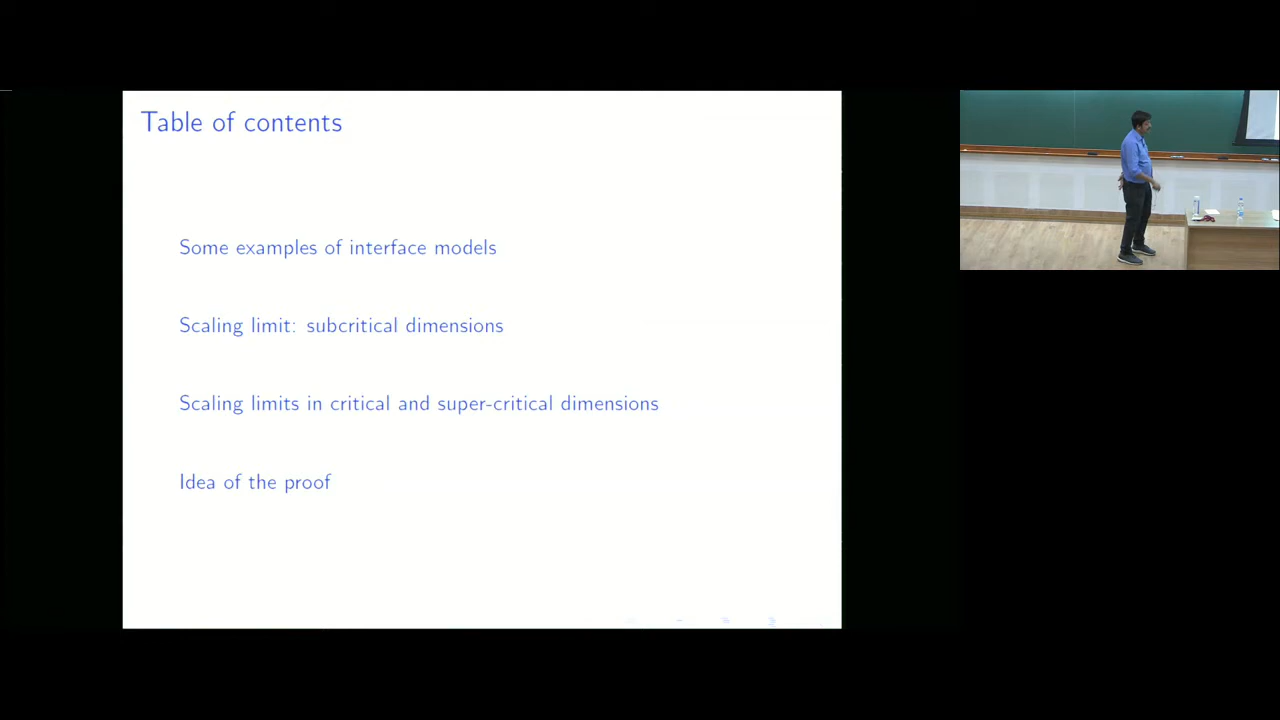 Table of contents
Some examples of interface models
Scaling limit: subcritical dimensions
Scaling limits in critical and super-critical dimensions
Idea of the proof